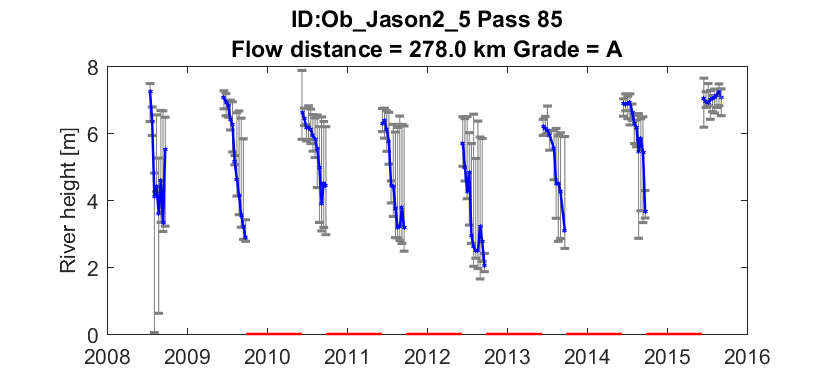 ID:Ob_Jason2_5 Pass 85
Flow distance = 278.0 km Grade = A
River height [m]
8
6
4
2
0
2008 2009 2010 2011 2012 2013 2014 2015 2016